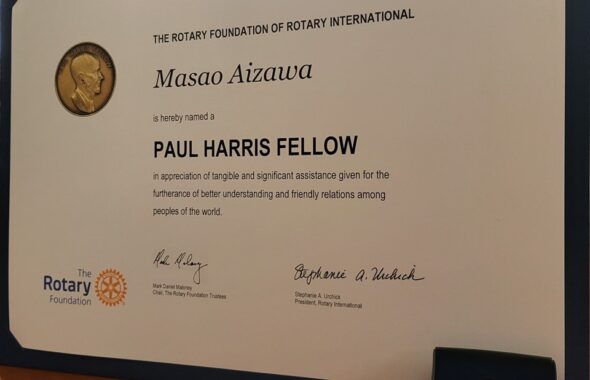 THE ROTARY FOUNDATION OF ROTARY INTERNATIONAL
Masao Aizawa
is hereby named a
PAUL HARRIS FELLOW
in appreciation of tangible and significant assistance given for the
furtherance of better understanding and friendly relations among
peoples of the world.
Mark Daniel Maloney
Chair, The Rotary Foundation Trustees
Stephanie A. Urchick
Stephanie A. Urchick
President, Rotary International
The
Rotary
Foundation